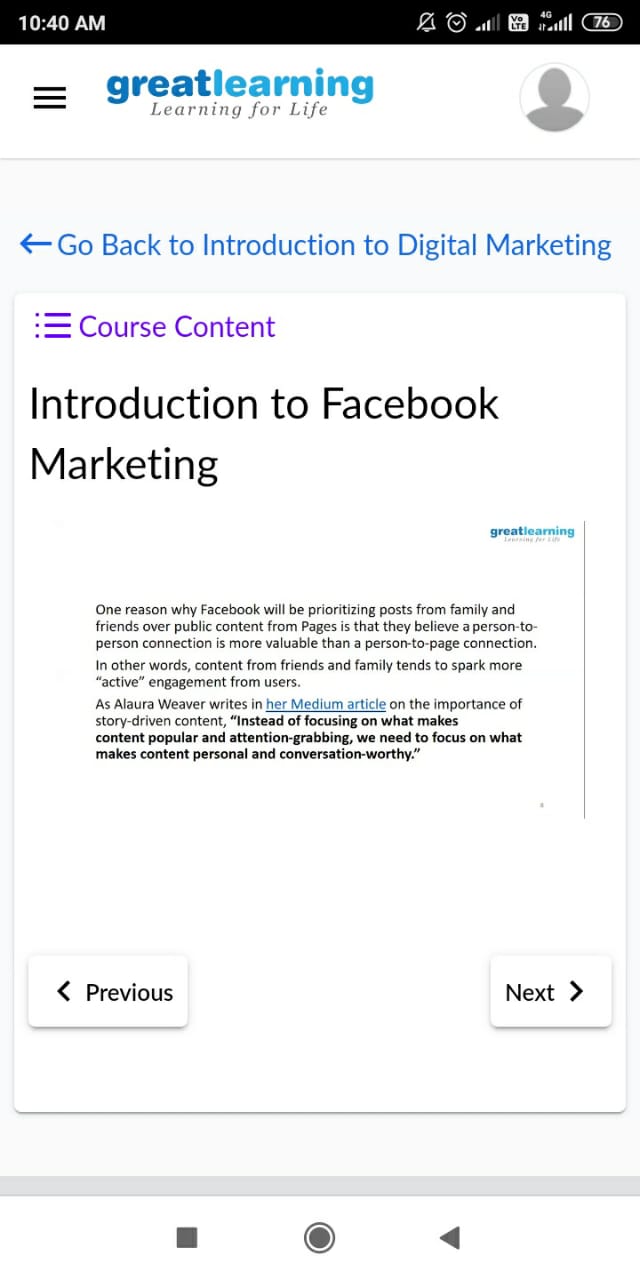 10:40 AM
Vo LTE
4G
76
greatlearning
Learning for Life
Go Back to Introduction to Digital Marketing
Course Content
Introduction to Facebook
Marketing
greatlearning
Learning for Life
One reason why Facebook will be prioritizing posts from family and
friends over public content from Pages is that they believe a person-to-
person connection is more valuable than a person-to-page connection.
In other words, content from friends and family tends to spark more
“active” engagement from users.
As Alaura Weaver writes in her Medium article on the importance of
story-driven content, “Instead of focusing on what makes
content popular and attention-grabbing, we need to focus on what
makes content personal and conversation-worthy.”
Previous
Next